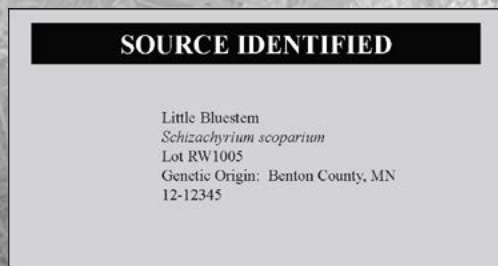 SOURCE IDENTIFIED
Little Bluestem
Schizachyrium scoparium
Lot RW1005
Genetic Origin: Benton County, MN
12-12345